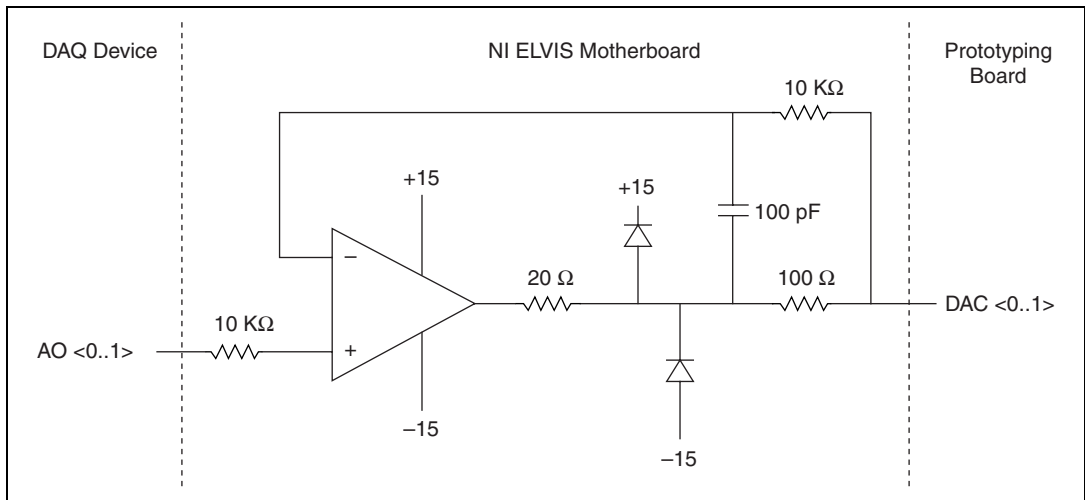 DAQ Device
NI ELVIS Motherboard
Prototyping
Board
10 KΩ
+15
+15
100 pF
–
20 Ω
100 Ω
DAC <0..1>
10 KΩ
AO <0..1>
+
–15
–15